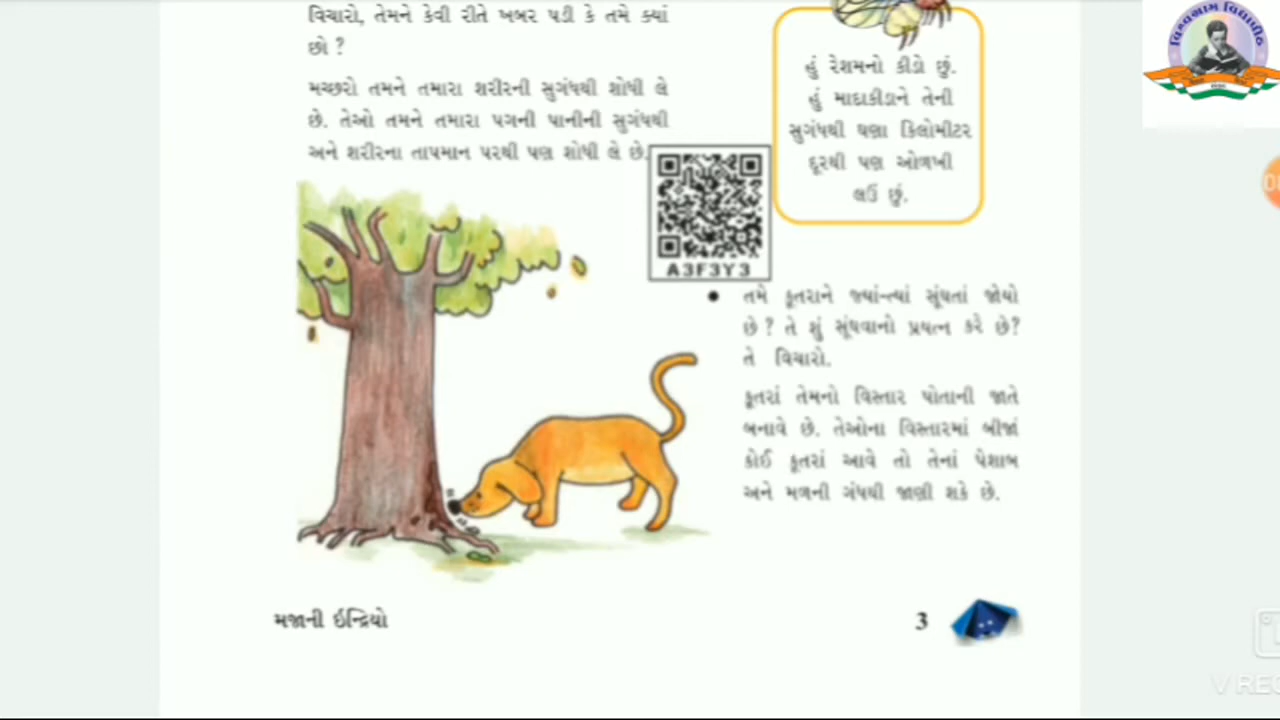 વિચારો, તેમને કેવી રીતે ખબર પડી કે તમે ક્યાં
છો ?
મચ્છરો તમને તમારા શરીરની સુગંધથી શોધી લે
છે. તેઓ તમને તમારા પગની પાનીની સુગંધથી
અને શરીરના તાપમાન પરથી પણ શોધી લે છે.
હું રેશમનો કીડો છું.
હું માદાકીડાને તેની
સુગંધથી ઘણા કિલોમીટર
દૂરથી પણ ઓળખી
લઉં છું.
વિશ્વગ્રામ વિદ્યાપીઠ
A3F3Y3
• તમે કૂતરાને જ્યાં-ત્યાં સૂંઘતાં જોયો
છે ? તે શું સૂંઘવાનો પ્રયત્ન કરે છે?
તે વિચારો.
કૂતરાં તેમનો વિસ્તાર પોતાની જાતે
બનાવે છે. તેઓના વિસ્તારમાં બીજાં
કોઈ કૂતરાં આવે તો તેનાં પેશાબ
અને મળની ગંધથી જાણી શકે છે.
મજાની ઇન્દ્રિયો
3
V REC